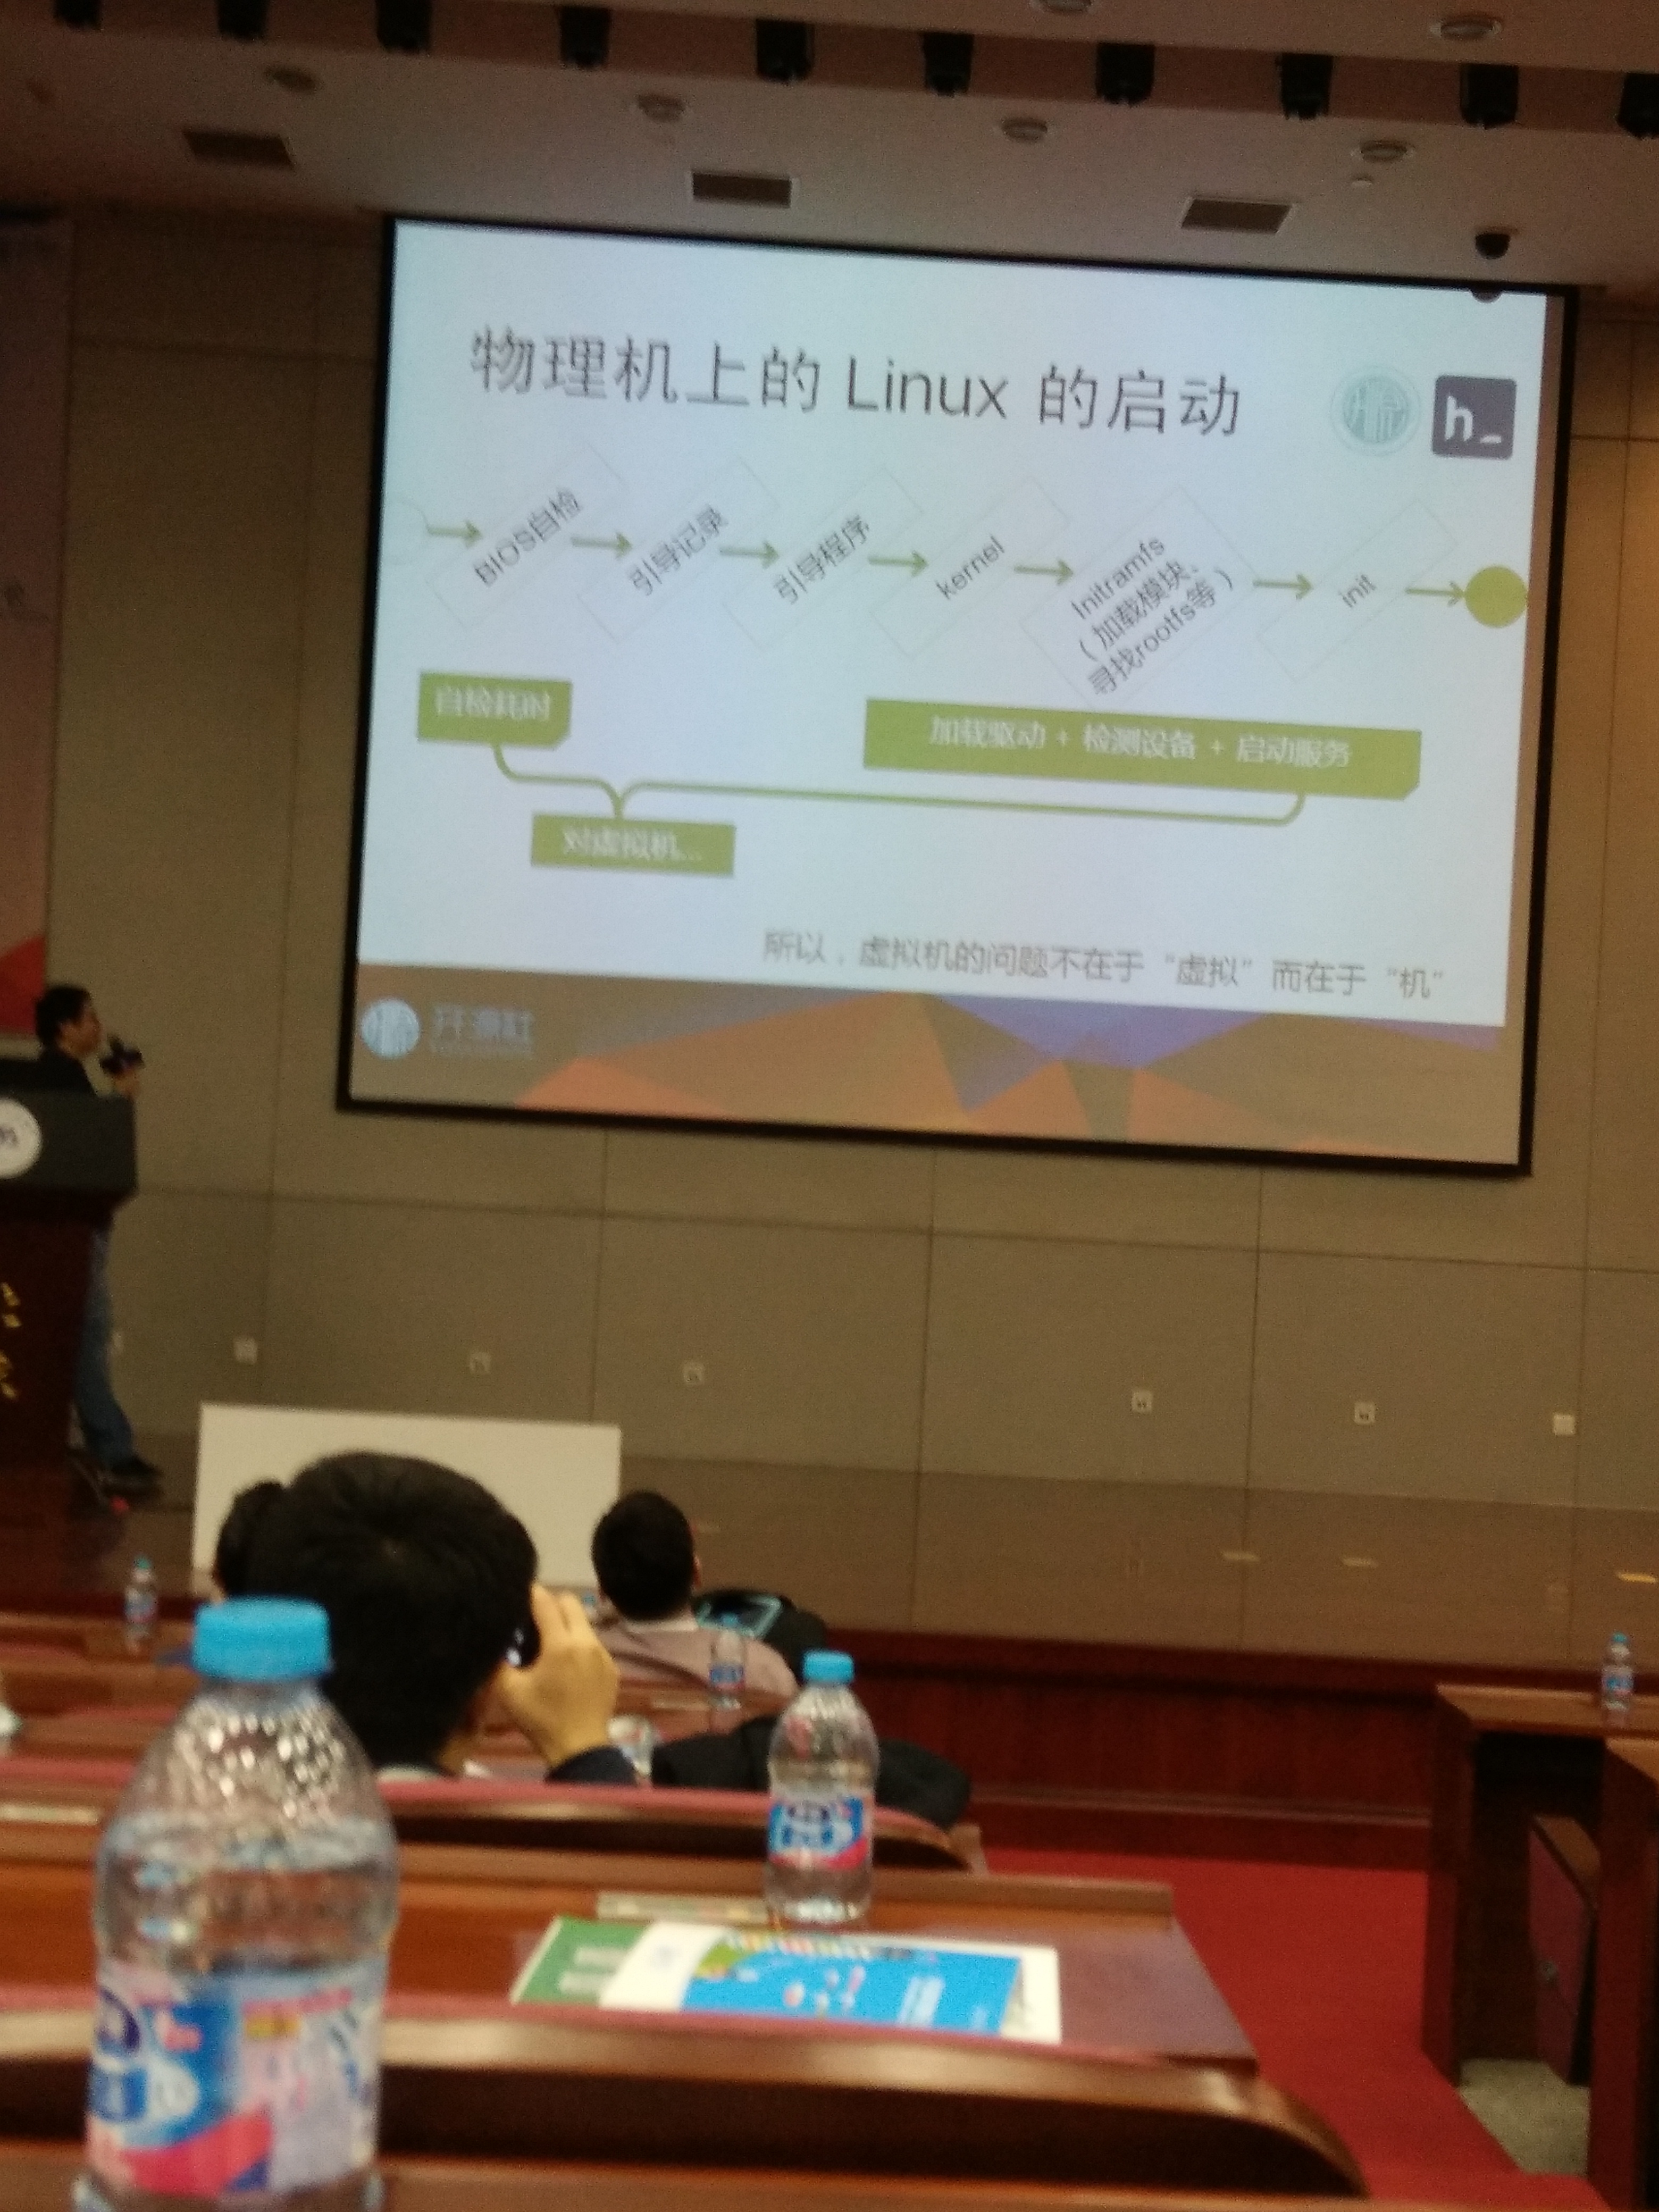 物理机上的 Linux 的启动
h_
BIOS自检
引导记录
引导程序
kernel
Initramfs
（加载模块、
寻找rootfs等）
init
自检耗时
加载驱动 + 检测设备 + 启动服务
对虚拟机...
所以，虚拟机的问题不在于“虚拟”而在于“机”
开源社